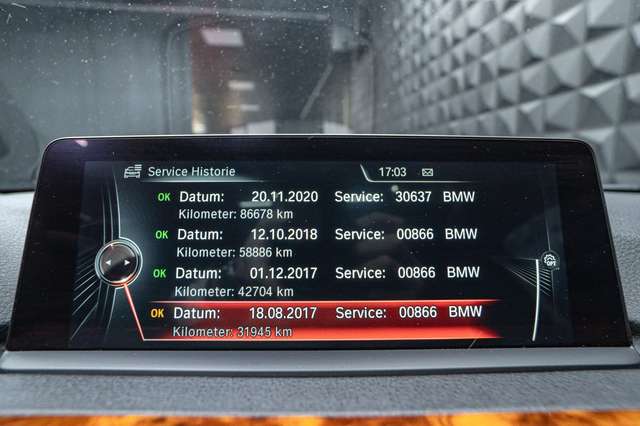 Service Historie 17:03
OK Datum: 20.11.2020 Service: 30637 BMW
Kilometer: 86678 km
OK Datum: 12.10.2018 Service: 00866 BMW
Kilometer: 58886 km
OK Datum: 01.12.2017 Service: 00866 BMW
Kilometer: 42704 km
OK Datum: 18.08.2017 Service: 00866 BMW
Kilometer: 31945 km
OPT